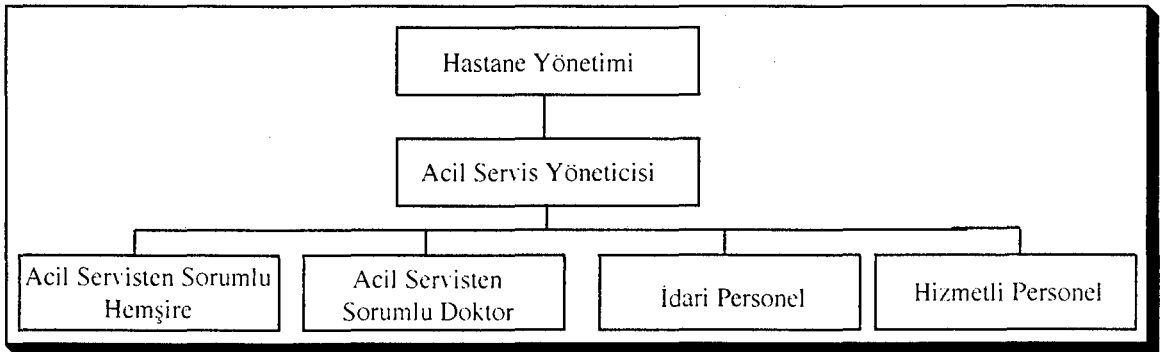 Hastane Yönetimi
Acil Servis Yöneticisi
Acil Servisten Sorumlu
Hemşire
Acil Servisten
Sorumlu Doktor
İdari Personel
Hizmetli Personel